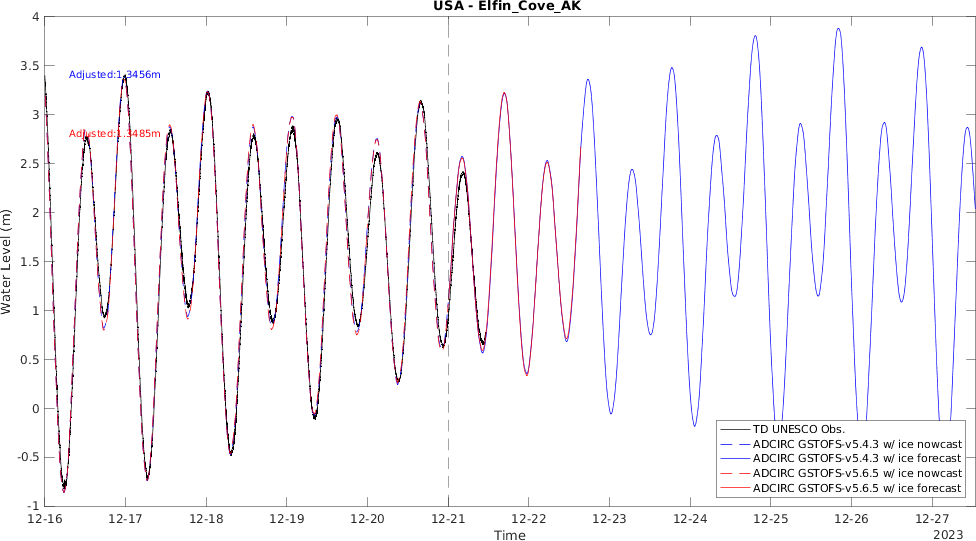 USA - Elfin_Cove_AK
Adjusted:1.3456m
Adjusted:1.3485m
Water Level (m)
4
3.5
3
2.5
2
1.5
1
0.5
0
-0.5
-1
TD UNESCO Obs.
ADCIRC GSTOFS-v5.4.3 w/ ice nowcast
ADCIRC GSTOFS-v5.4.3 w/ ice forecast
ADCIRC GSTOFS-v5.6.5 w/ ice nowcast
ADCIRC GSTOFS-v5.6.5 w/ ice forecast
12-16 12-17 12-18 12-19 12-20 12-21 12-22 12-23 12-24 12-25 12-26 12-27
Time
2023